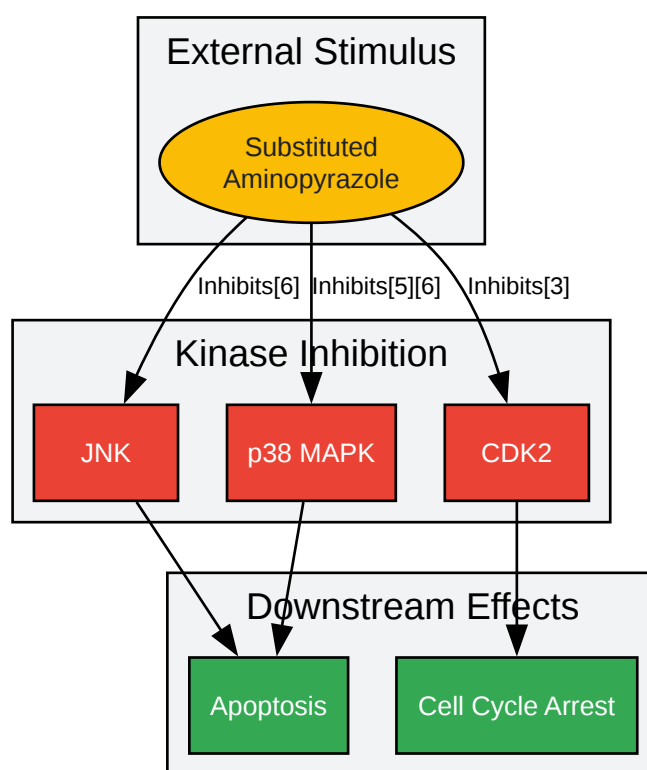 External Stimulus
Substituted
Aminopyrazole
Inhibits[6]
Inhibits[5][6]
Inhibits[3]
Kinase Inhibition
JNK
p38 MAPK
CDK2
Downstream Effects
Apoptosis
Cell Cycle Arrest